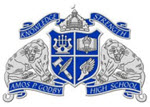 KNOWLEDGE STRENGTH
AMOS P. GODBY HIGH SCHOOL